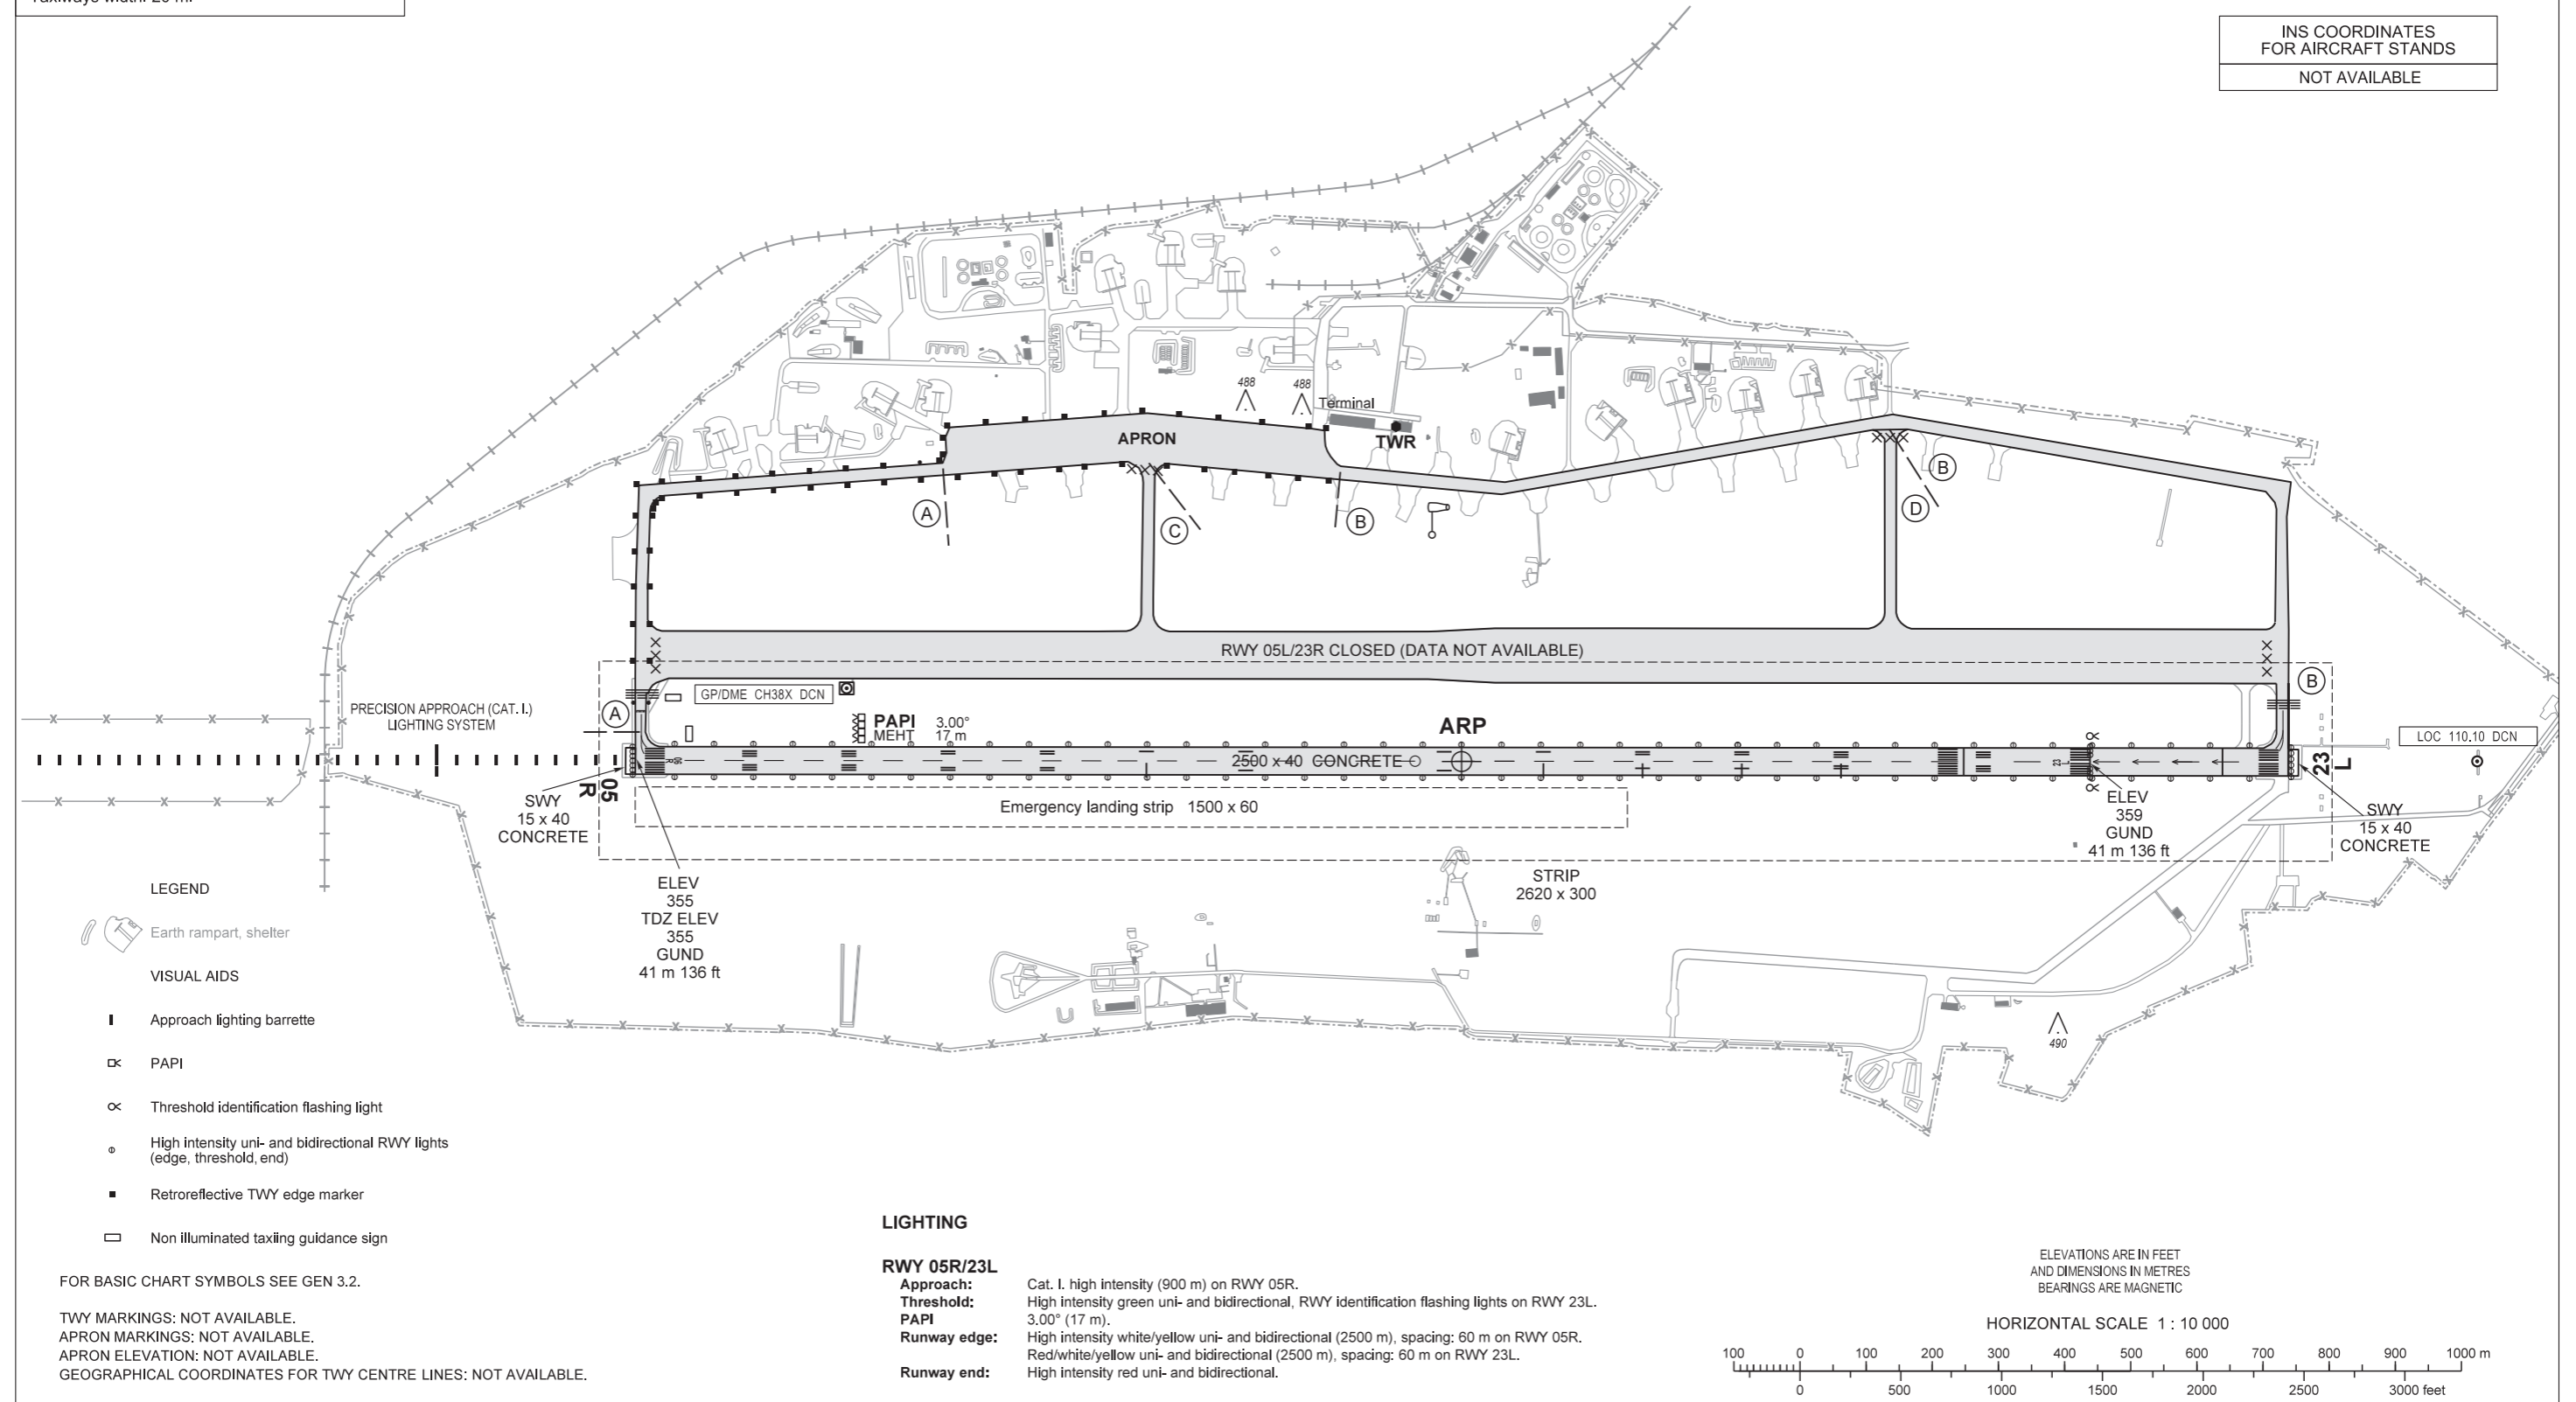 INS COORDINATES
FOR AIRCRAFT STANDS
NOT AVAILABLE
488
488
Terminal
TWR
APRON
A
C
B
B
D
RWY 05L/23R CLOSED (DATA NOT AVAILABLE)
B
GP/DME CH38X DCN
A
PRECISION APPROACH (CAT. I.)
LIGHTING SYSTEM
PAPI 3.00°
MEHT 17 m
ARP
LOC 110,10 DCN
2500 x 40 CONCRETE
05
R
23
L
SWY
15 x 40
CONCRETE
Emergency landing strip 1500 x 60
ELEV
359
GUND
41 m 136 ft
SWY
15 x 40
CONCRETE
ELEV
355
TDZ ELEV
355
GUND
41 m 136 ft
STRIP
2620 x 300
490
LEGEND
Earth rampart, shelter
VISUAL AIDS
Approach lighting barrette
PAPI
Threshold identification flashing light
High intensity uni- and bidirectional RWY lights
(edge, threshold, end)
Retroreflective TWY edge marker
Non illuminated taxiing guidance sign
FOR BASIC CHART SYMBOLS SEE GEN 3.2.
TWY MARKINGS: NOT AVAILABLE.
APRON MARKINGS: NOT AVAILABLE.
APRON ELEVATION: NOT AVAILABLE.
GEOGRAPHICAL COORDINATES FOR TWY CENTRE LINES: NOT AVAILABLE.
LIGHTING
RWY 05R/23L
Approach: Cat. I. high intensity (900 m) on RWY 05R.
Threshold: High intensity green uni- and bidirectional, RWY identification flashing lights on RWY 23L.
PAPI 3.00° (17 m).
Runway edge: High intensity white/yellow uni- and bidirectional (2500 m), spacing: 60 m on RWY 05R.
Red/white/yellow uni- and bidirectional (2500 m), spacing: 60 m on RWY 23L.
Runway end: High intensity red uni- and bidirectional.
ELEVATIONS ARE IN FEET
AND DIMENSIONS IN METRES
BEARINGS ARE MAGNETIC
HORIZONTAL SCALE 1 : 10 000
100 0 100 200 300 400 500 600 700 800 900 1000 m
0 500 1000 1500 2000 2500 3000 feet